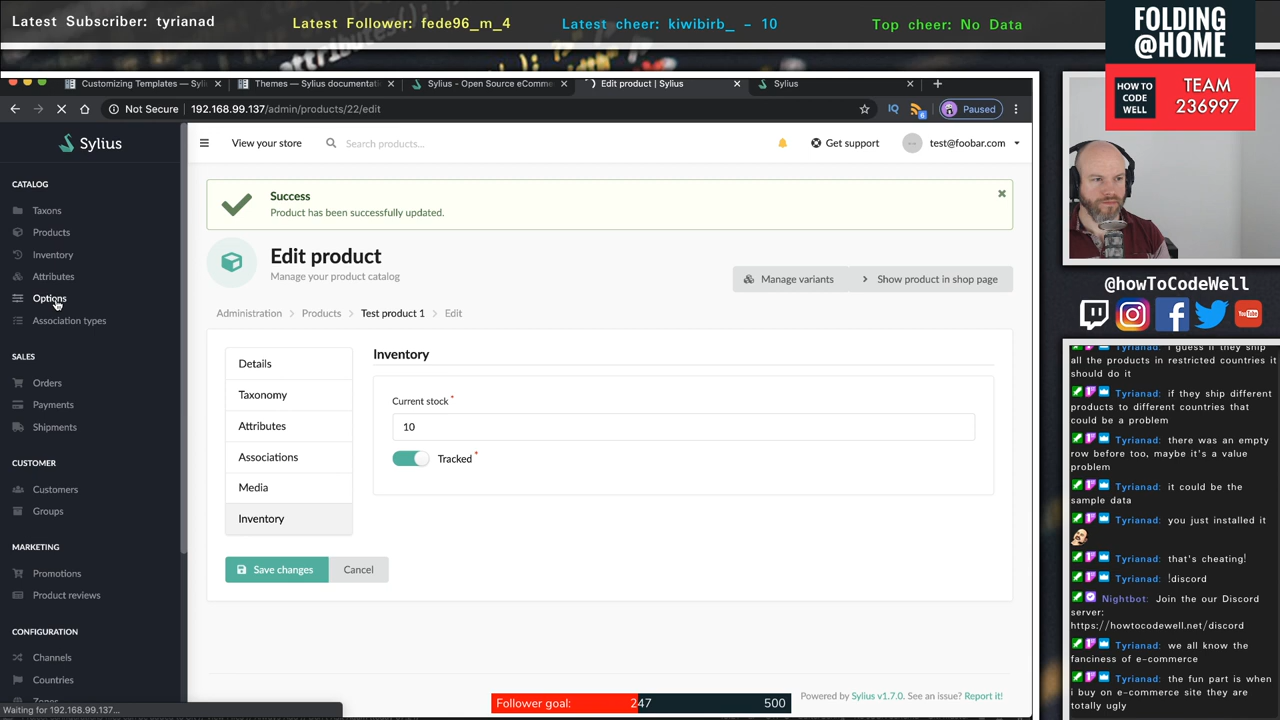 Latest Subscriber: tyrianad
Latest Follower: fede96_m_4
Latest cheer: kiwibirb_ - 10
Top cheer: No Data
FOLDING
@HOME
HOW TO
CODE
WELL
TEAM
236997
Customizing Templates — Syli
Themes — Sylius documentati
Sylius - Open Source eComme
Edit product | Sylius
Sylius
Not Secure
192.168.99.137/admin/products/22/edit
Paused
Sylius
View your store
Search products...
Get support
test@foobar.com
CATALOG
Taxons
Products
Inventory
Attributes
Options
Association types
SALES
Orders
Payments
Shipments
CUSTOMER
Customers
Groups
MARKETING
Promotions
Product reviews
CONFIGURATION
Channels
Countries
Zones
Waiting for 192.168.99.137...
Success
Product has been successfully updated.
Edit product
Manage your product catalog
Manage variants
Show product in shop page
Administration
Products
Test product 1
Edit
Details
Taxonomy
Attributes
Associations
Media
Inventory
Inventory
Current stock *
10
Tracked *
Save changes
Cancel
Powered by Sylius v1.7.0. See an issue? Report it!
Follower goal:
247
500
@howToCodeWell
You Tube
Tyrianad: i guess if they ship
all the products in restricted countries it
should do it
Tyrianad: if they ship different
products to different countries that
could be a problem
Tyrianad: there was an empty
row before too, maybe it's a value
problem
Tyrianad: it could be the
sample data
Tyrianad: you just installed it
Tyrianad: that's cheating!
Tyrianad: !discord
Nightbot: Join the our Discord
server:
https://howtocodewell.net/discord
Tyrianad: we all know the
fanciness of e-commerce
Tyrianad: the fun part is when
i buy on e-commerce site they are
totally ugly